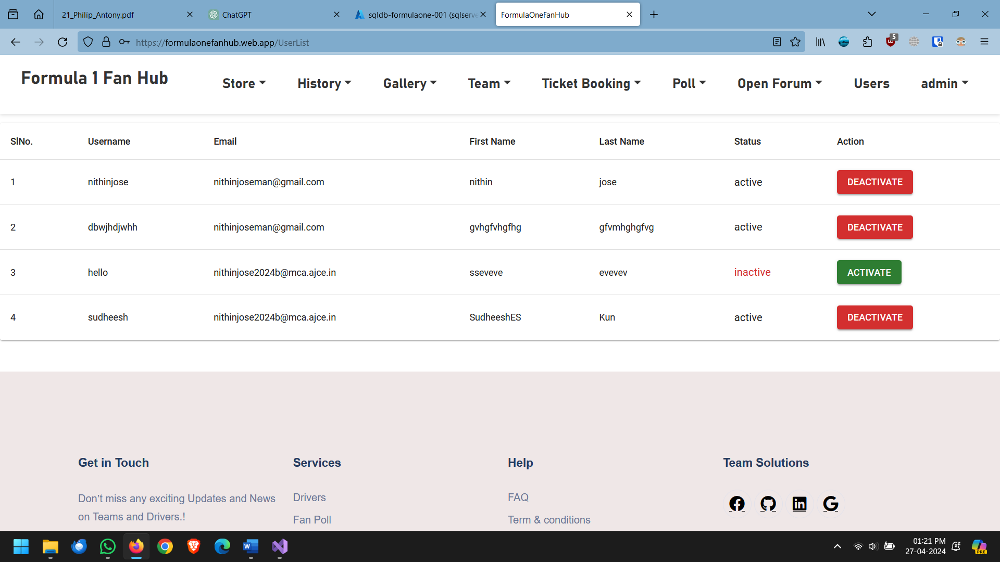 21_Philip_Antony.pdf
ChatGPT
sqldb-formulaone-001 (sqlserve
FormulaOneFanHub
https://formulaonefanhub.web.app/UserList
5
Formula 1 Fan Hub
Store
History
Gallery
Team
Ticket Booking
Poll
Open Forum
Users
admin
SlNo. Username Email First Name Last Name Status Action
1 nithinjose nithinjoseman@gmail.com nithin jose active DEACTIVATE
2 dbwjhdjwhh nithinjoseman@gmail.com gvhgfvhgfhg gfvmhghgfvg active DEACTIVATE
3 hello nithinjose2024b@mca.ajce.in sseveve evevev inactive ACTIVATE
4 sudheesh nithinjose2024b@mca.ajce.in SudheeshES Kun active DEACTIVATE
Get in Touch
Don’t miss any exciting Updates and News
on Teams and Drivers.!
Services
Drivers
Fan Poll
Help
FAQ
Term & conditions
Team Solutions
01:21 PM
27-04-2024
PRE